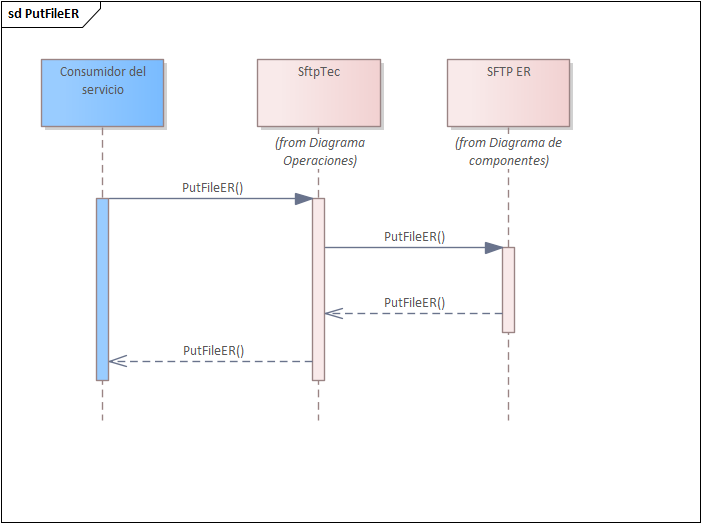 sd PutFileER
Consumidor del
servicio
SftpTec
SFTP ER
(from Diagrama
Operaciones)
(from Diagrama de
componentes)
PutFileER()
PutFileER()
PutFileER()
PutFileER()